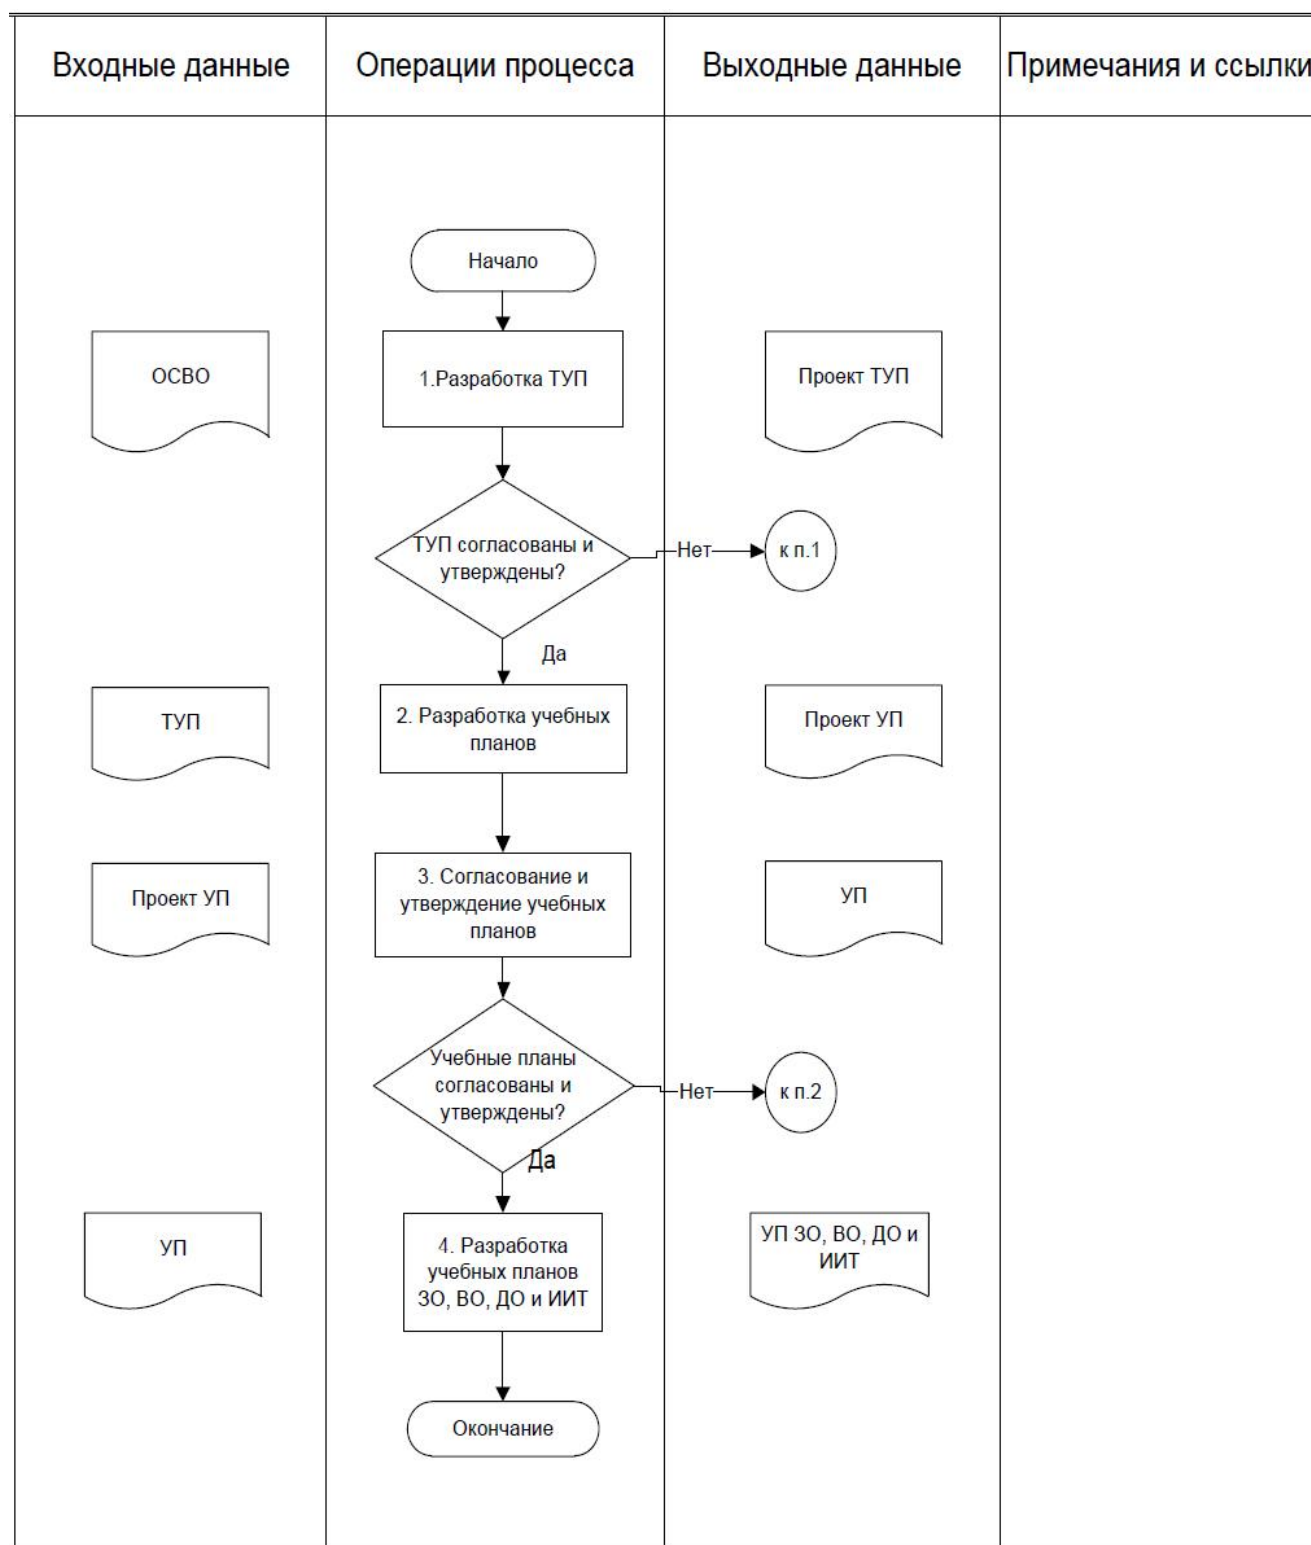 Входные данные
Операции процесса
Выходные данные
Примечания и ссылки
Начало
ОСВО
1.Разработка ТУП
Проект ТУП
ТУП согласованы и
утверждены?
Нет
к п.1
Да
ТУП
2. Разработка учебных
планов
Проект УП
Проект УП
3. Согласование и
утверждение учебных
планов
УП
Учебные планы
согласованы и
утверждены?
Нет
к п.2
Да
УП
4. Разработка
учебных планов
ЗО, ВО, ДО и ИИТ
УП ЗО, ВО, ДО и
ИИТ
Окончание